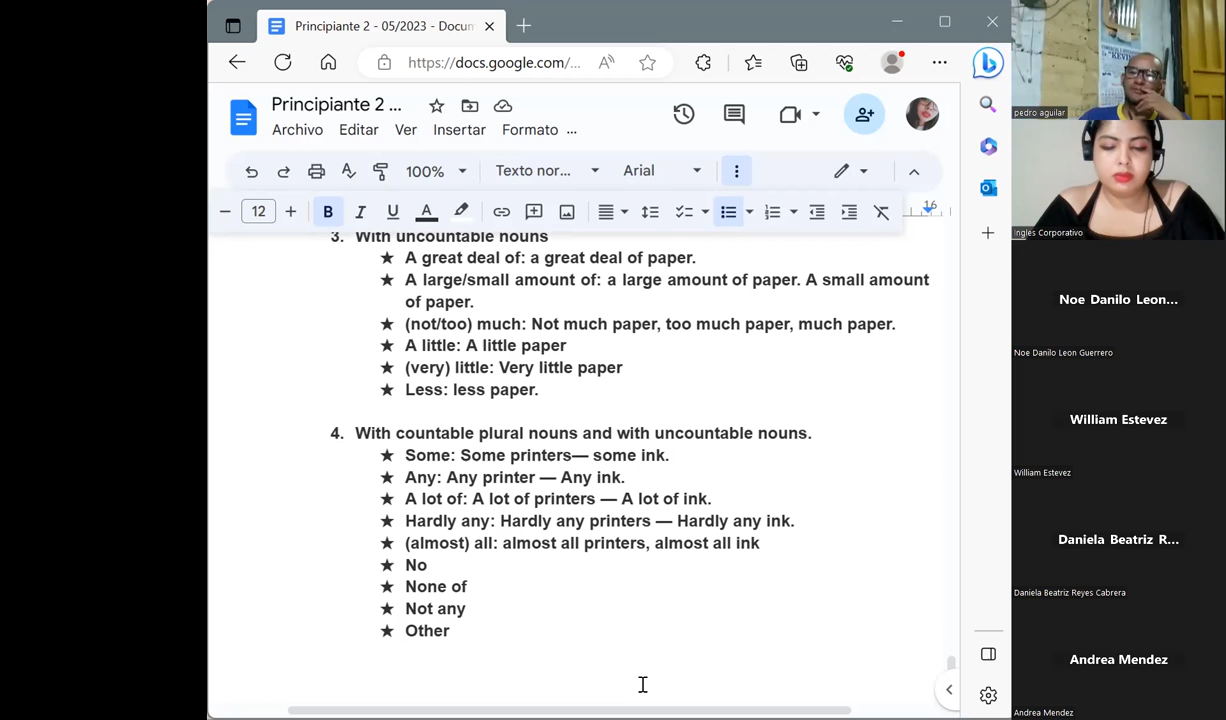 Principiante 2 - 05/2023 - Docum
https://docs.google.com/...
Principiante 2 ...
Archivo Editar Ver Insertar Formato ...
100% Texto nor... Arial
12
16
3. With uncountable nouns
★ A great deal of: a great deal of paper.
★ A large/small amount of: a large amount of paper. A small amount
of paper.
★ (not/too) much: Not much paper, too much paper, much paper.
★ A little: A little paper
★ (very) little: Very little paper
★ Less: less paper.
4. With countable plural nouns and with uncountable nouns.
★ Some: Some printers— some ink.
★ Any: Any printer — Any ink.
★ A lot of: A lot of printers — A lot of ink.
★ Hardly any: Hardly any printers — Hardly any ink.
★ (almost) all: almost all printers, almost all ink
★ No
★ None of
★ Not any
★ Other
pedro aguilar
Ingles Corporativo
Noe Danilo Leon...
Noe Danilo Leon Guerrero
William Estevez
William Estevez
Daniela Beatriz R...
Daniela Beatriz Reyes Cabrera
Andrea Mendez
Andrea Mendez